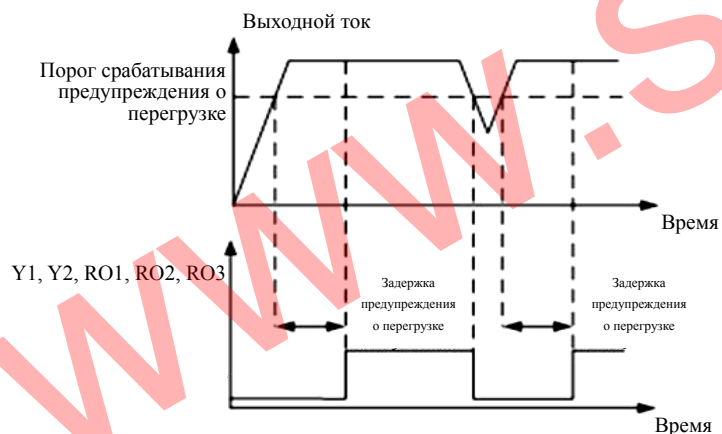 Выходной ток
Порог срабатывания
предупреждения о
перегрузке
Время
Y1, Y2, RO1, RO2, RO3
Задержка
предупреждения
о перегрузке
Задержка
предупреждения
о перегрузке
Время
www.s